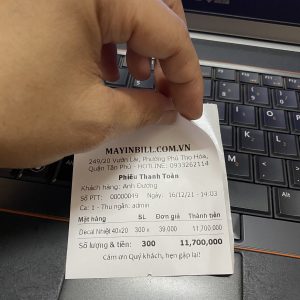 MAYINBILL.COM.VN
249/20 Vườn Lài, Phường Phú Thọ Hòa,
Quận Tân Phú - HOTLINE: 0933262114
Phiếu Thanh Toán
Khách hàng: Anh Dương
Số PTT: 00000049 Ngày: 16/12/21 - 14:03
Ca: 1 - Thu ngân: admin
Mặt hàng SL Đơn giá Thành tiền
Decal Nhiệt 40x20 300 x 39,000 11,700,000
Số lượng & tiền: 300 11,700,000
Cám ơn Quý khách, hẹn gặp lại!